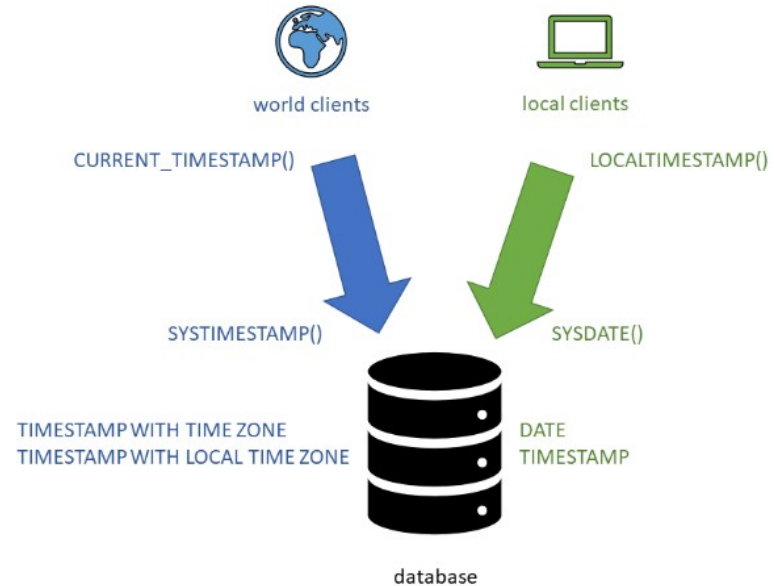 world clients
local clients
CURRENT_TIMESTAMP()
LOCALTIMESTAMP()
SYSTIMESTAMP()
SYSDATE()
TIMESTAMP WITH TIME ZONE
TIMESTAMP WITH LOCAL TIME ZONE
DATE
TIMESTAMP
database